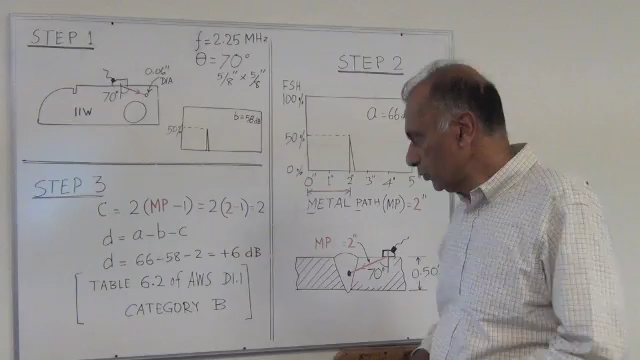 STEP 1
f = 2.25 MHz
θ = 70°
5/8" × 5/8"
0.06"
DIA
70°
IIW
50%
b = 58 dB
STEP 2
FSH
100%
a = 66 d
50%
0%
0" 1" 2" 3" 4" 5"
METAL PATH (MP) = 2"
MP = 2"
70°
0.50"
STEP 3
C = 2 (MP - 1) = 2(2-1) = 2
d = a - b - c
d = 66 - 58 - 2 = +6 dB
TABLE 6.2 of AWS D1.1
CATEGORY B